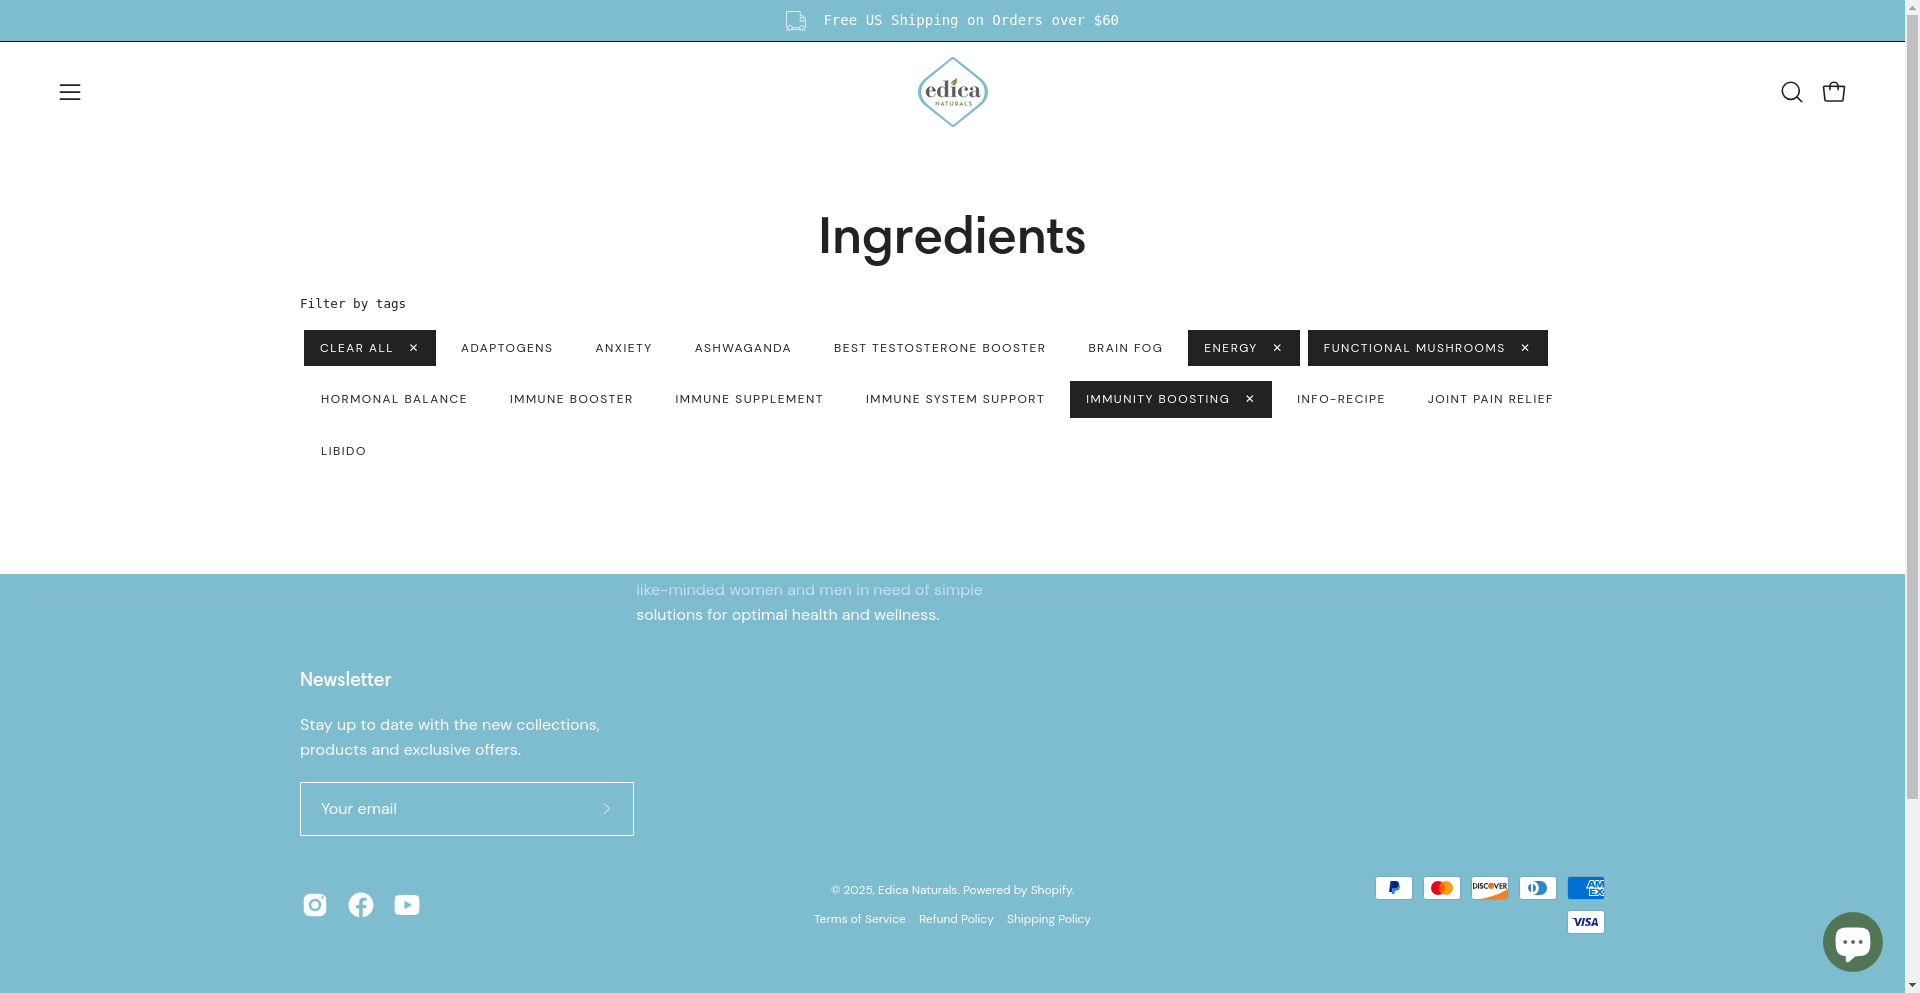 Free US Shipping on Orders over $60
edica
NATURALS
Ingredients
Filter by tags
CLEAR ALL ✕ ADAPTOGENS ANXIETY ASHWAGANDA BEST TESTOSTERONE BOOSTER BRAIN FOG ENERGY ✕ FUNCTIONAL MUSHROOMS ✕
HORMONAL BALANCE IMMUNE BOOSTER IMMUNE SUPPLEMENT IMMUNE SYSTEM SUPPORT IMMUNITY BOOSTING ✕ INFO-RECIPE JOINT PAIN RELIEF
LIBIDO
like-minded women and men in need of simple
solutions for optimal health and wellness.
Newsletter
Stay up to date with the new collections,
products and exclusive offers.
Your email
© 2025, Edica Naturals. Powered by Shopify.
Terms of Service Refund Policy Shipping Policy
DISCOVER
AM
EX
VISA